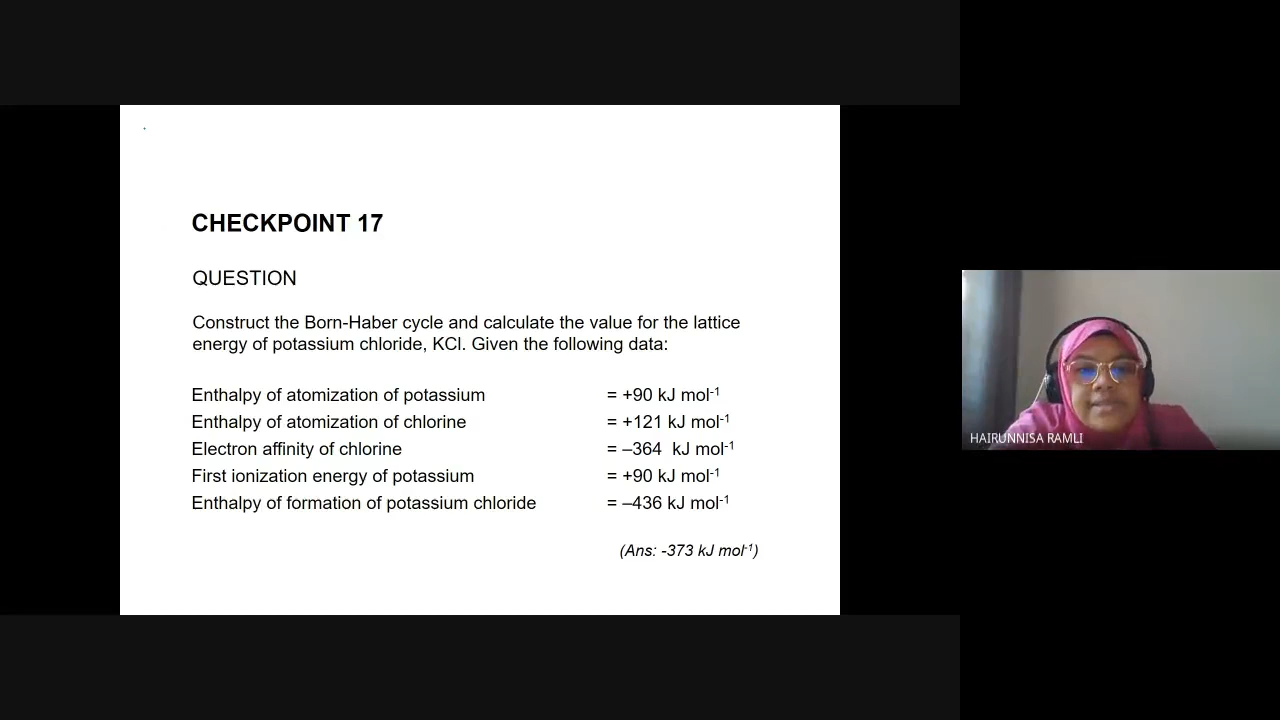 CHECKPOINT 17
QUESTION
Construct the Born-Haber cycle and calculate the value for the lattice
energy of potassium chloride, KCl. Given the following data:
Enthalpy of atomization of potassium = +90 kJ mol⁻¹
Enthalpy of atomization of chlorine = +121 kJ mol⁻¹
Electron affinity of chlorine = –364 kJ mol⁻¹
First ionization energy of potassium = +90 kJ mol⁻¹
Enthalpy of formation of potassium chloride = –436 kJ mol⁻¹
(Ans: -373 kJ mol⁻¹)
HAIRUNNISA RAMLI